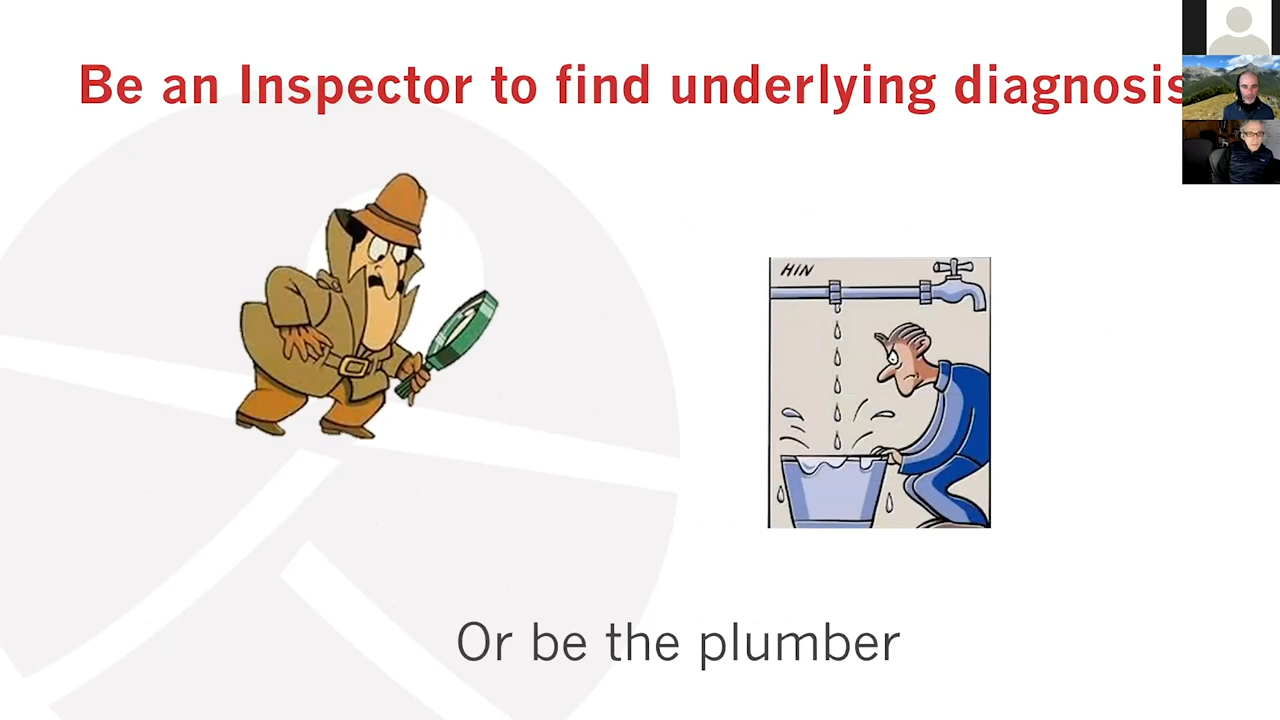 Be an Inspector to find underlying diagnosis
HIN
Or be the plumber